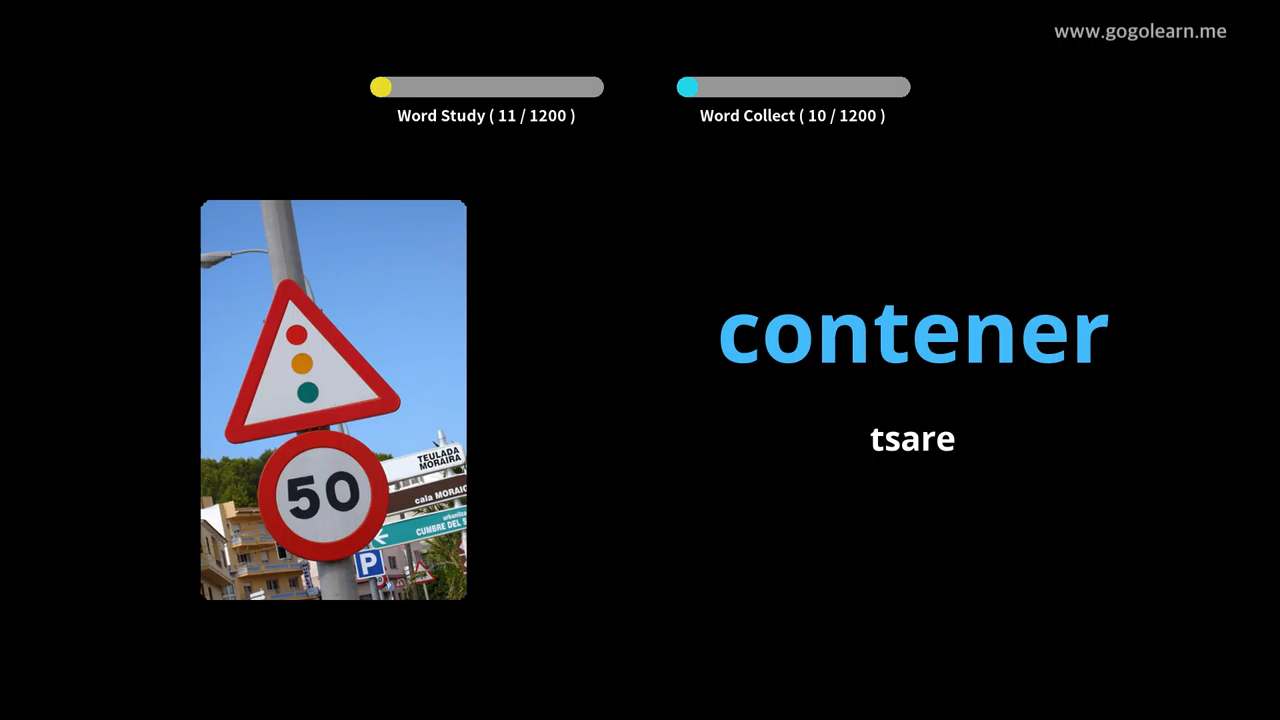 www.gogolearn.me
Word Study ( 11 / 1200 )
Word Collect ( 10 / 1200 )
contener
tsare
TEULADA
MORAIRA
cala MORAIG
CUMBRE DEL S
50
P